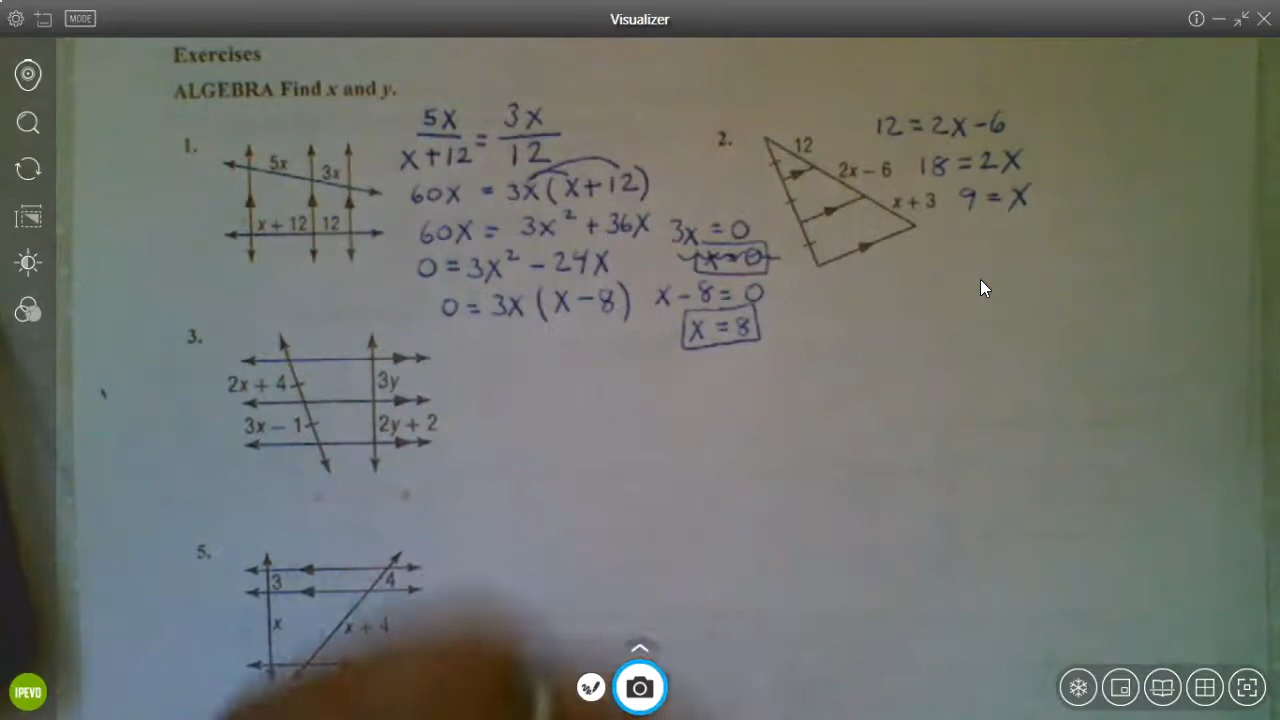 MODE
Visualizer
Exercises
ALGEBRA Find x and y.
1.
5x
3x
x + 12
12
5X/X+12 = 3X/12
60X = 3X(X+12)
60X = 3X² + 36X
0 = 3X² - 24X
0 = 3X (X-8)
3X = 0
X=0
X-8=0
X = 8
2.
12
2x – 6
x + 3
12 = 2X-6
18 = 2X
9 = X
3.
2x + 4
3y
3x – 1
2y + 2
5.
3
4
x
x + 4
IPEVO